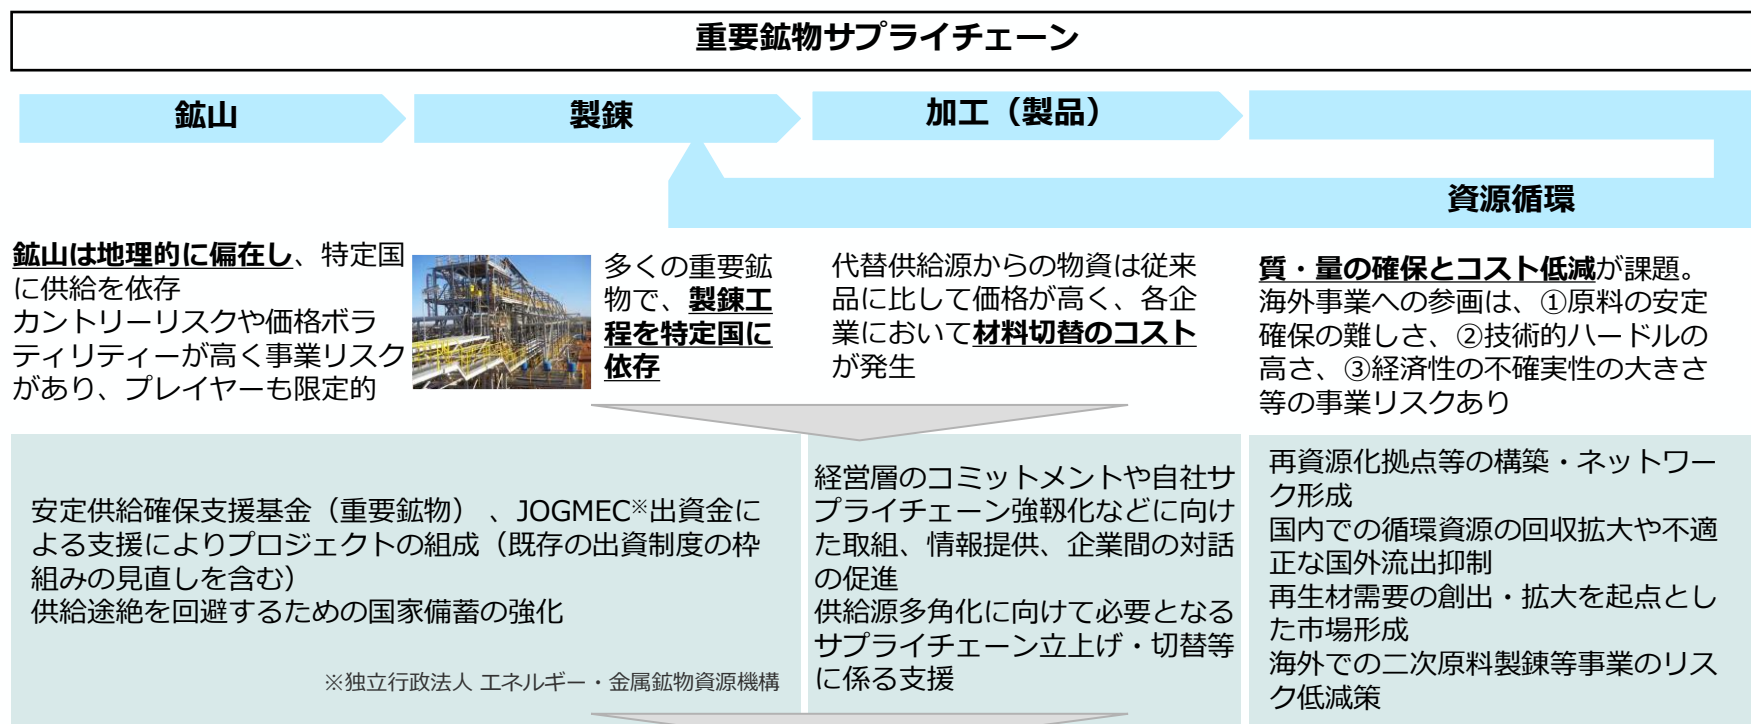 重要鉱物サプライチェーン
鉱山
製錬
加工（製品）
資源循環
鉱山は地理的に偏在し、特定国
に供給を依存
カントリーリスクや価格ボラ
ティリティーが高く事業リスク
があり、プレイヤーも限定的
多くの重要鉱
物で、製錬工
程を特定国に
依存
代替供給源からの物資は従来
品に比して価格が高く、各企
業において材料切替のコスト
が発生
質・量の確保とコスト低減が課題。
海外事業への参画は、①原料の安定
確保の難しさ、②技術的ハードルの
高さ、③経済性の不確実性の大きさ
等の事業リスクあり
安定供給確保支援基金（重要鉱物）、JOGMEC※出資金に
よる支援によりプロジェクトの組成（既存の出資制度の枠
組みの見直しを含む）
供給途絶を回避するための国家備蓄の強化
※独立行政法人 エネルギー・金属鉱物資源機構
経営層のコミットメントや自社サ
プライチェーン強靱化などに向け
た取組、情報提供、企業間の対話
の促進
供給源多角化に向けて必要となる
サプライチェーン立上げ・切替等
に係る支援
再資源化拠点等の構築・ネットワー
ク形成
国内での循環資源の回収拡大や不適
正な国外流出抑制
再生材需要の創出・拡大を起点とし
た市場形成
海外での二次原料製錬等事業のリス
ク低減策